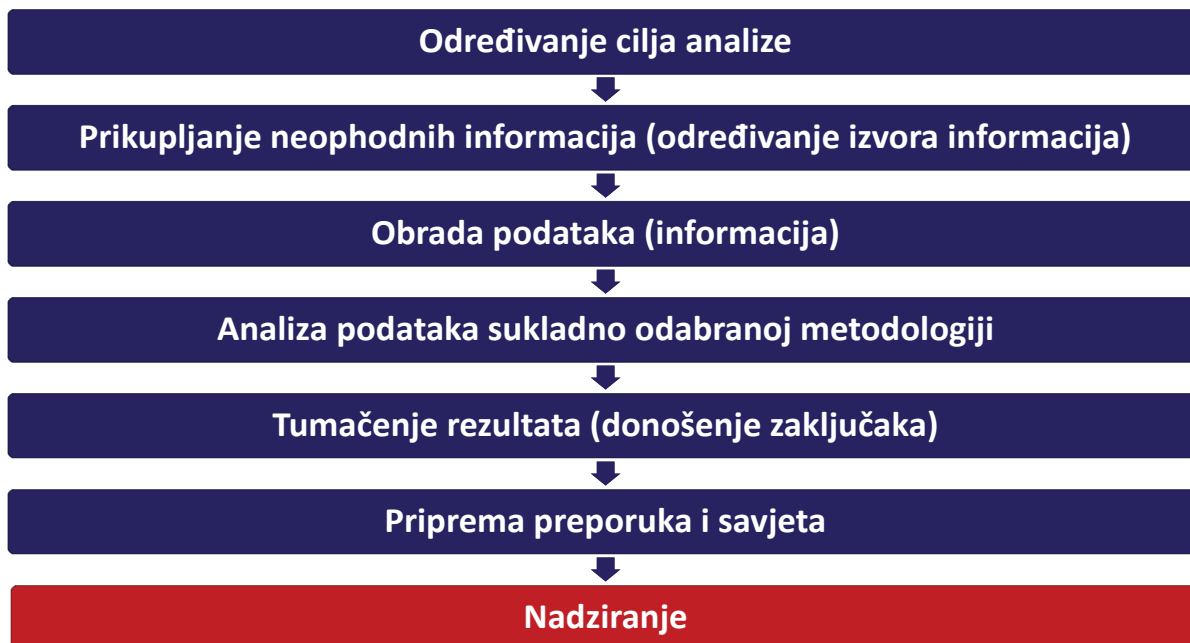 Određivanje cilja analize
Prikupljanje neophodnih informacija (određivanje izvora informacija)
Obrada podataka (informacija)
Analiza podataka sukladno odabranoj metodologiji
Tumačenje rezultata (donošenje zaključaka)
Priprema preporuka i savjeta
Nadziranje